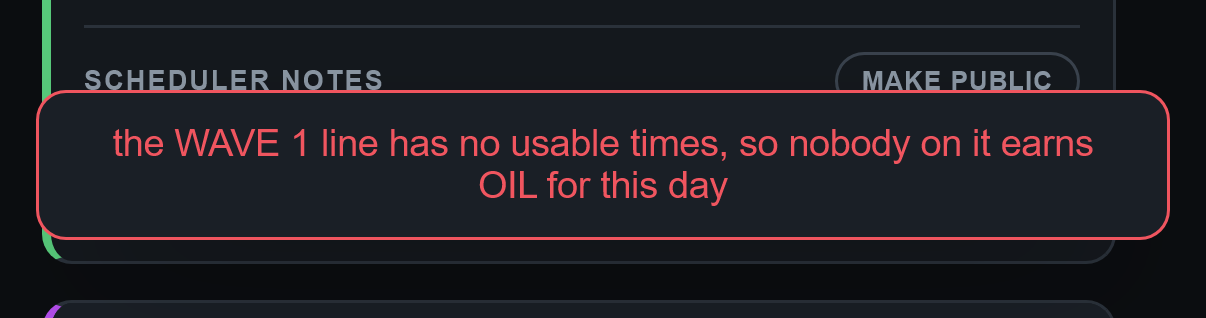 SCHEDULER NOTES
MAKE PUBLIC
the WAVE 1 line has no usable times, so nobody on it earns
OIL for this day